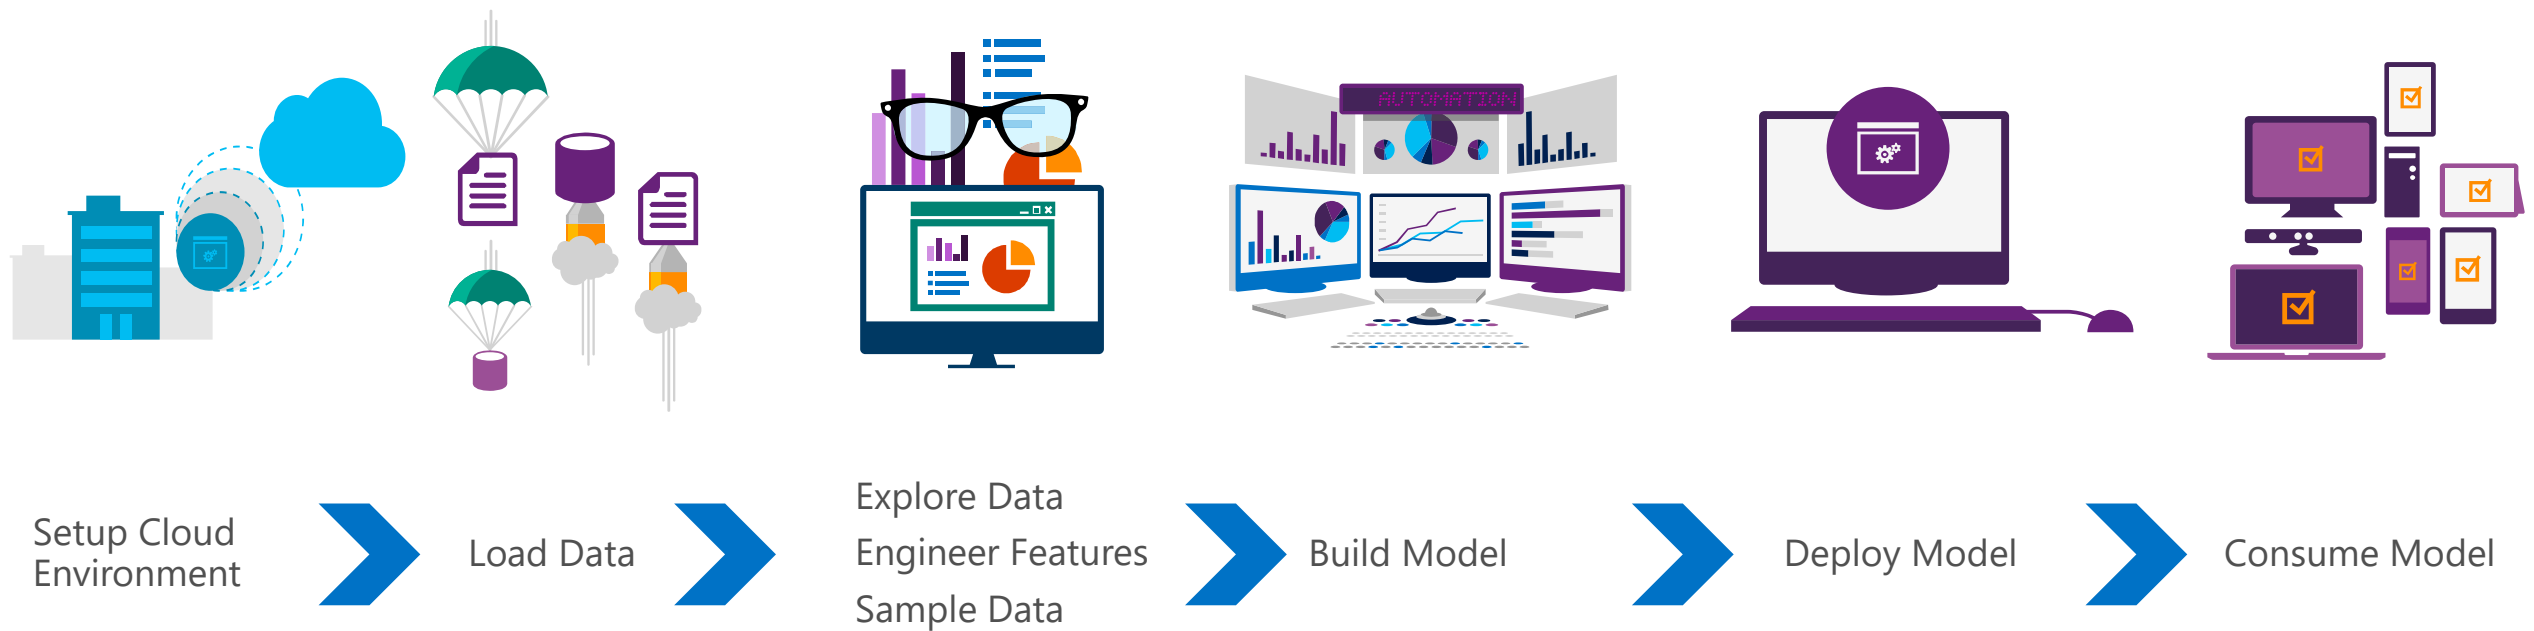 AUTOMATION
Setup Cloud
Environment
Load Data
Explore Data
Engineer Features
Sample Data
Build Model
Deploy Model
Consume Model